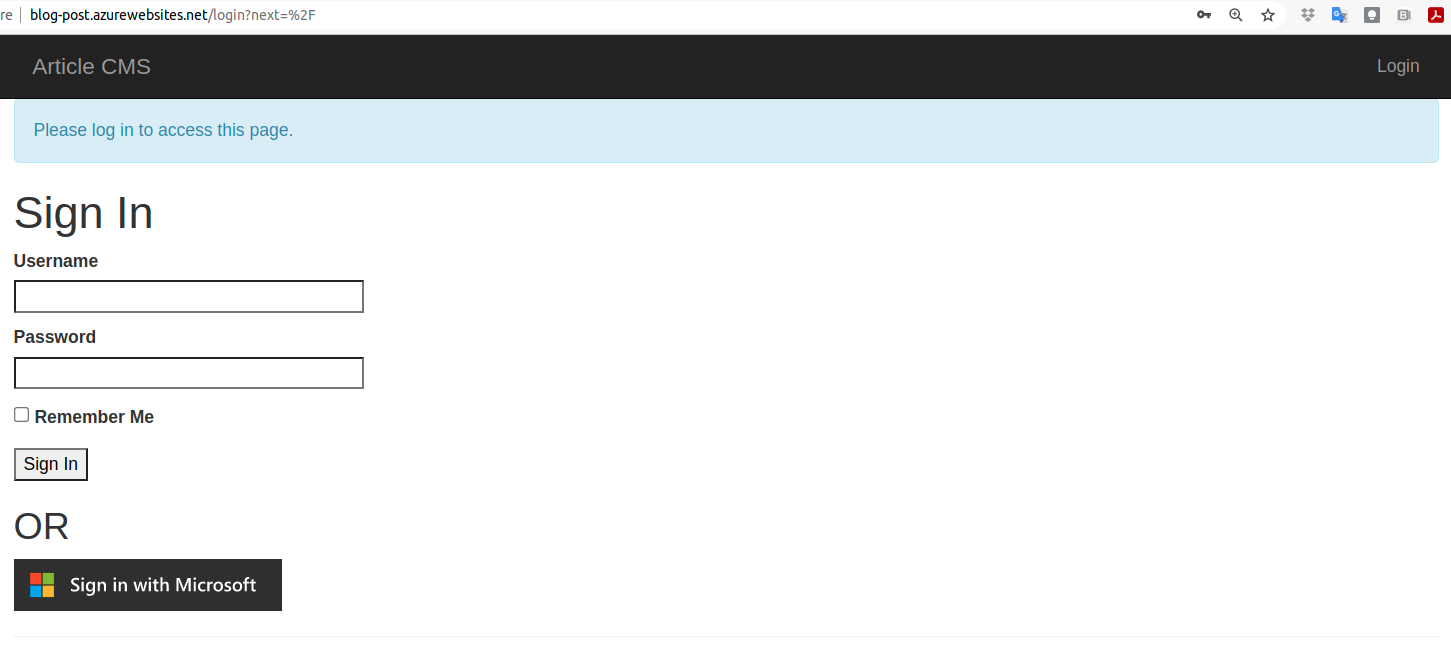 re blog-post.azurewebsites.net/login?next=%2F
Article CMS Login
Please log in to access this page.
Sign In
Username
Password
Remember Me
Sign In
OR
Sign in with Microsoft